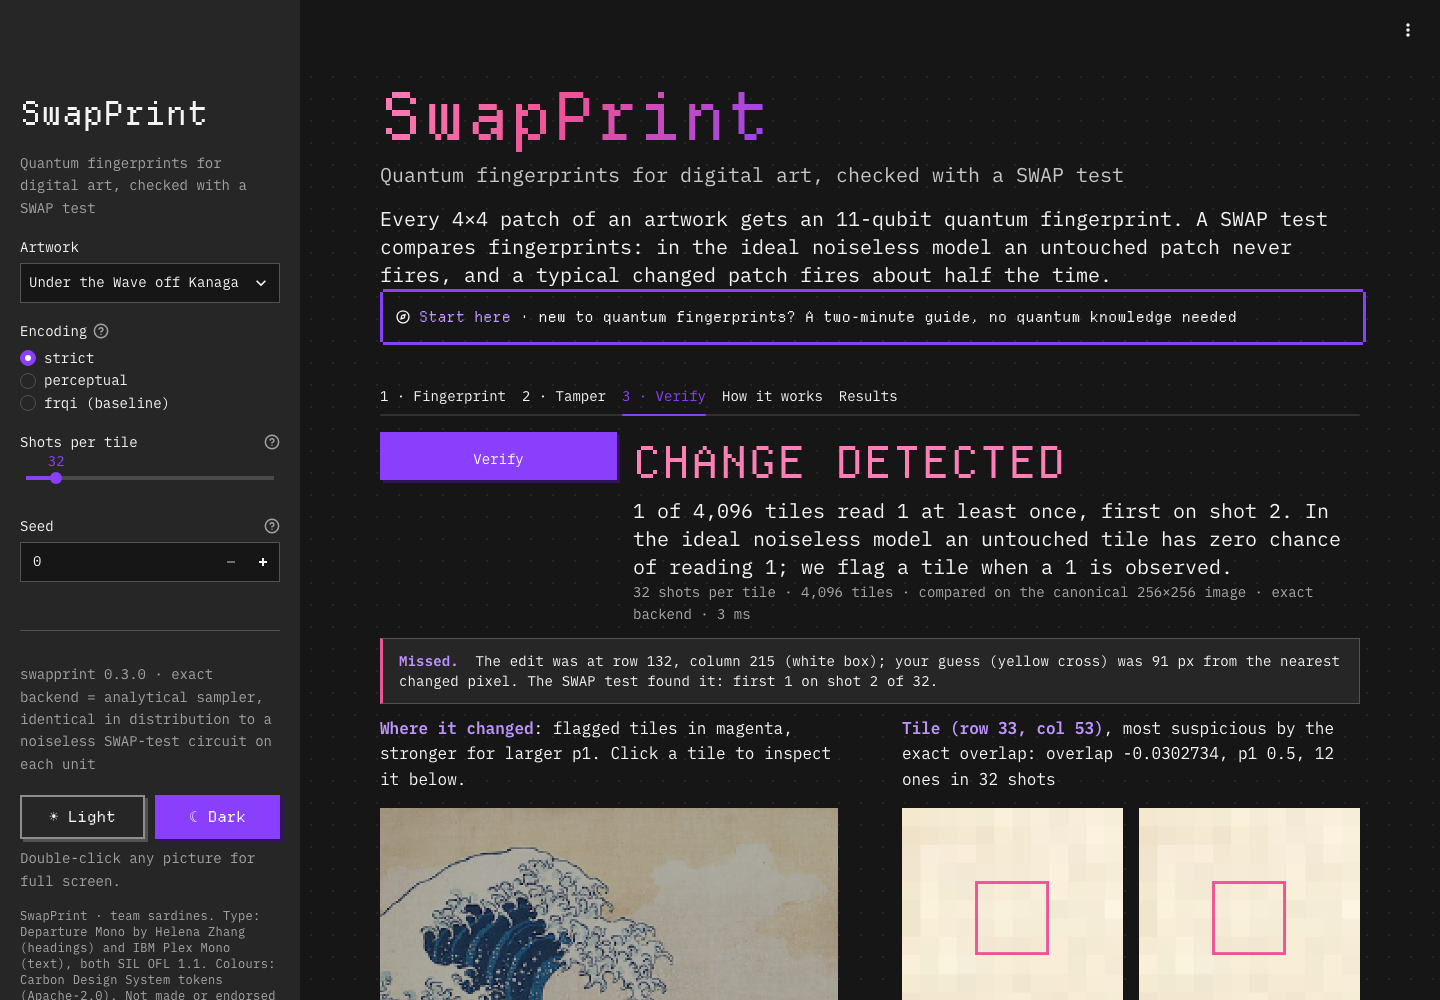 SwapPrint
Quantum fingerprints for
digital art, checked with a
SWAP test
Artwork
Under the Wave off Kanaga
Encoding
strict
perceptual
frqi (baseline)
Shots per tile
32
Seed
0
swapprint 0.3.0 · exact
backend = analytical sampler,
identical in distribution to a
noiseless SWAP-test circuit on
each unit
☀ Light
☾ Dark
Double-click any picture for
full screen.
SwapPrint · team sardines. Type:
Departure Mono by Helena Zhang
(headings) and IBM Plex Mono
(text), both SIL OFL 1.1. Colours:
Carbon Design System tokens
(Apache-2.0). Not made or endorsed
SwapPrint
Quantum fingerprints for digital art, checked with a SWAP test
Every 4×4 patch of an artwork gets an 11-qubit quantum fingerprint. A SWAP test
compares fingerprints: in the ideal noiseless model an untouched patch never
fires, and a typical changed patch fires about half the time.
Start here · new to quantum fingerprints? A two-minute guide, no quantum knowledge needed
1 · Fingerprint 2 · Tamper 3 · Verify How it works Results
Verify
CHANGE DETECTED
1 of 4,096 tiles read 1 at least once, first on shot 2. In
the ideal noiseless model an untouched tile has zero chance
of reading 1; we flag a tile when a 1 is observed.
32 shots per tile · 4,096 tiles · compared on the canonical 256×256 image · exact
backend · 3 ms
Missed. The edit was at row 132, column 215 (white box); your guess (yellow cross) was 91 px from the nearest
changed pixel. The SWAP test found it: first 1 on shot 2 of 32.
Where it changed: flagged tiles in magenta,
stronger for larger p1. Click a tile to inspect
it below.
Tile (row 33, col 53), most suspicious by the
exact overlap: overlap -0.0302734, p1 0.5, 12
ones in 32 shots